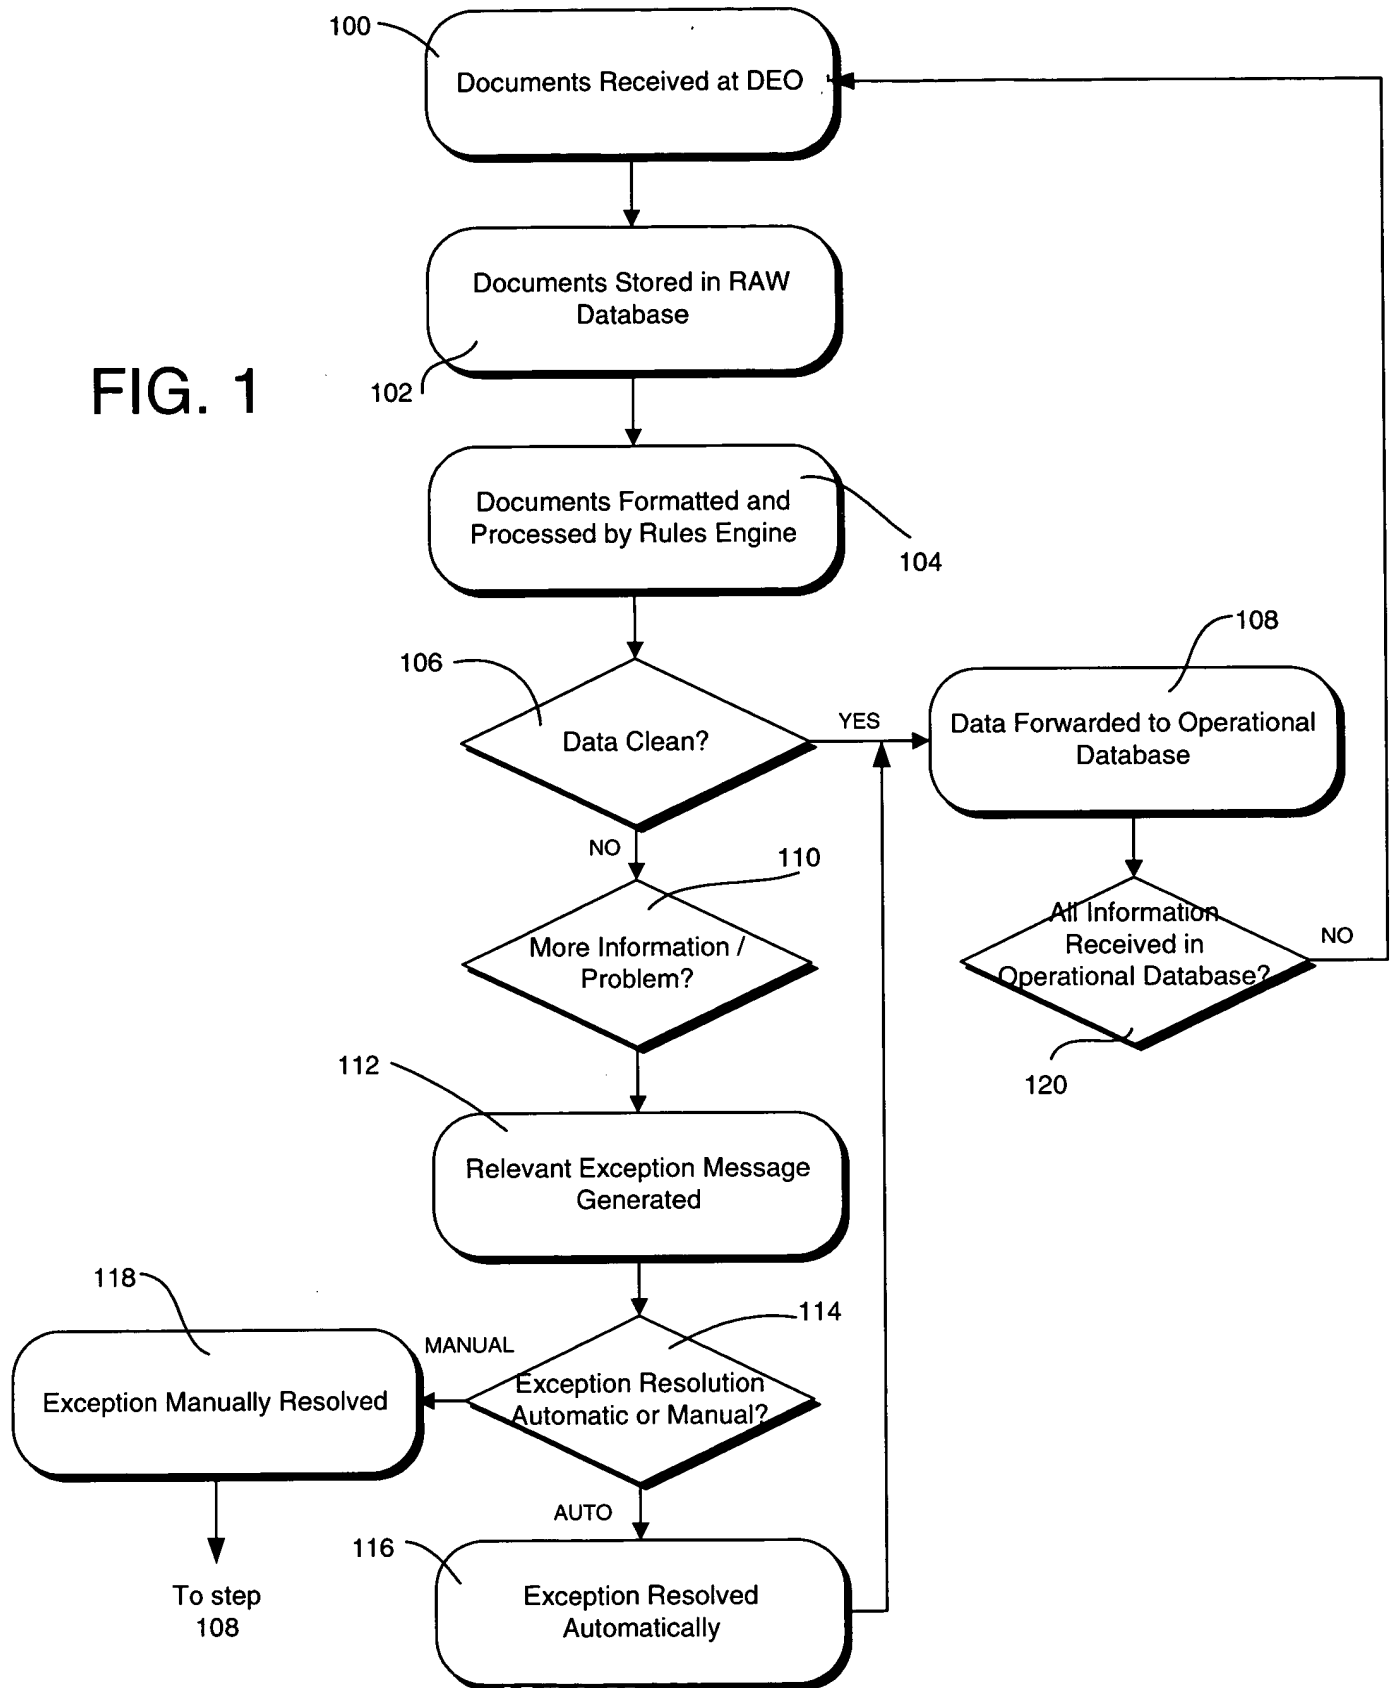 100
Documents Received at DEO
Documents Stored in RAW
Database
102
FIG. 1
Documents Formatted and
Processed by Rules Engine
104
106
Data Clean?
YES
108
Data Forwarded to Operational
Database
NO
110
More Information /
Problem?
All Information
Received in
Operational Database?
NO
120
112
Relevant Exception Message
Generated
118
114
MANUAL
Exception Manually Resolved
Exception Resolution
Automatic or Manual?
AUTO
116
Exception Resolved
Automatically
To step
108